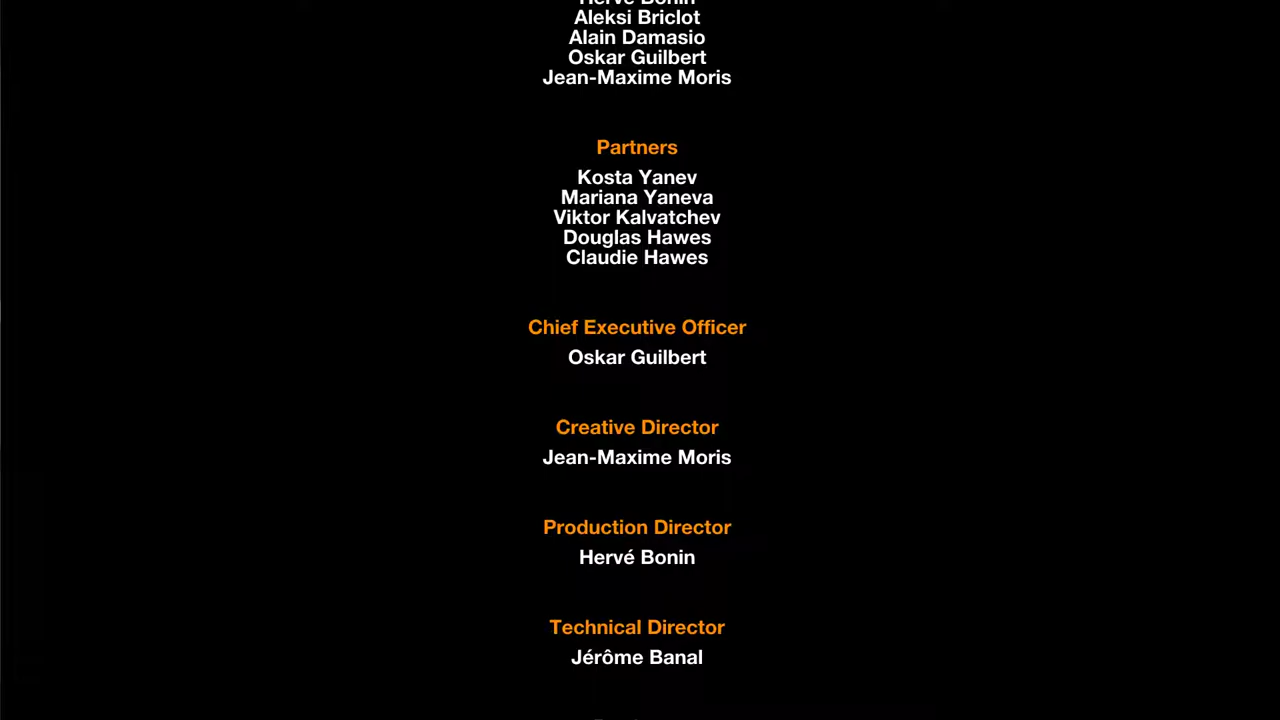 Hervé Bonin
Aleksi Briclot
Alain Damasio
Oskar Guilbert
Jean-Maxime Moris
Partners
Kosta Yanev
Mariana Yaneva
Viktor Kalvatchev
Douglas Hawes
Claudie Hawes
Chief Executive Officer
Oskar Guilbert
Creative Director
Jean-Maxime Moris
Production Director
Hervé Bonin
Technical Director
Jérôme Banal